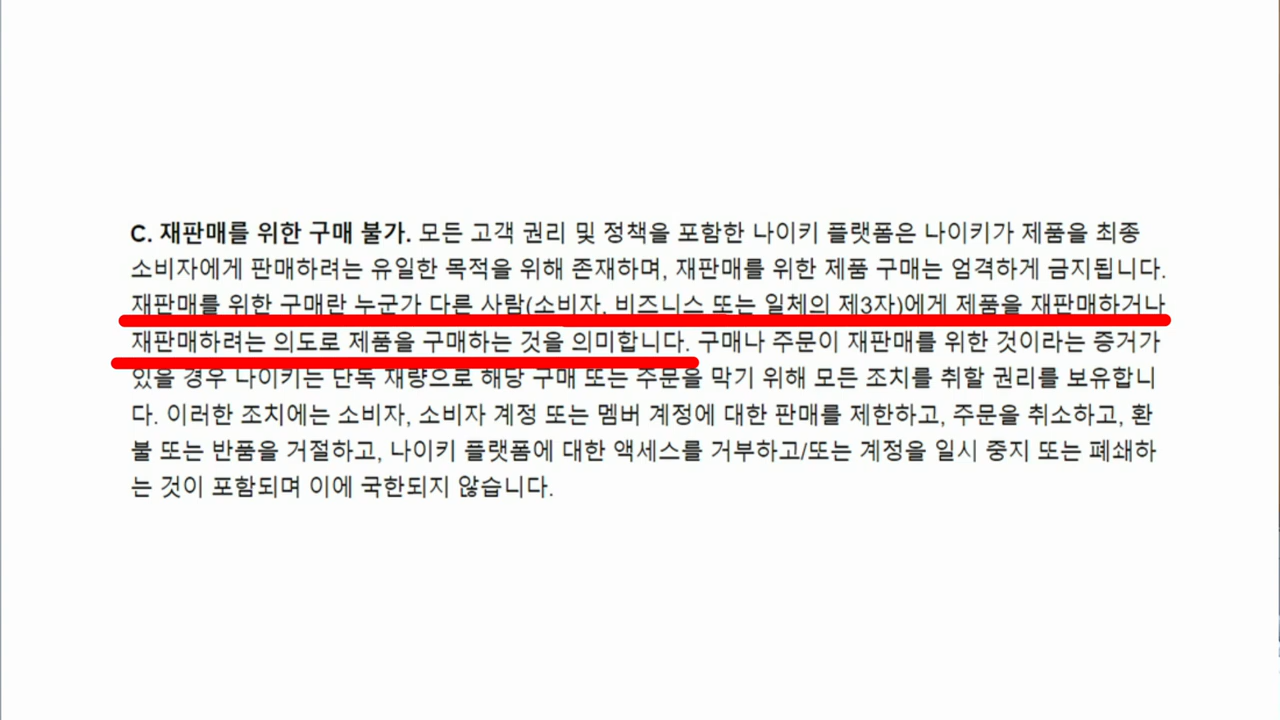 C. 재판매를 위한 구매 불가. 모든 고객 권리 및 정책을 포함한 나이키 플랫폼은 나이키가 제품을 최종
소비자에게 판매하려는 유일한 목적을 위해 존재하며, 재판매를 위한 제품 구매는 엄격하게 금지됩니다.
재판매를 위한 구매란 누군가 다른 사람(소비자, 비즈니스 또는 일체의 제3자)에게 제품을 재판매하거나
재판매하려는 의도로 제품을 구매하는 것을 의미합니다. 구매나 주문이 재판매를 위한 것이라는 증거가
있을 경우 나이키는 단독 재량으로 해당 구매 또는 주문을 막기 위해 모든 조치를 취할 권리를 보유합니
다. 이러한 조치에는 소비자, 소비자 계정 또는 멤버 계정에 대한 판매를 제한하고, 주문을 취소하고, 환
불 또는 반품을 거절하고, 나이키 플랫폼에 대한 액세스를 거부하고/또는 계정을 일시 중지 또는 폐쇄하
는 것이 포함되며 이에 국한되지 않습니다.